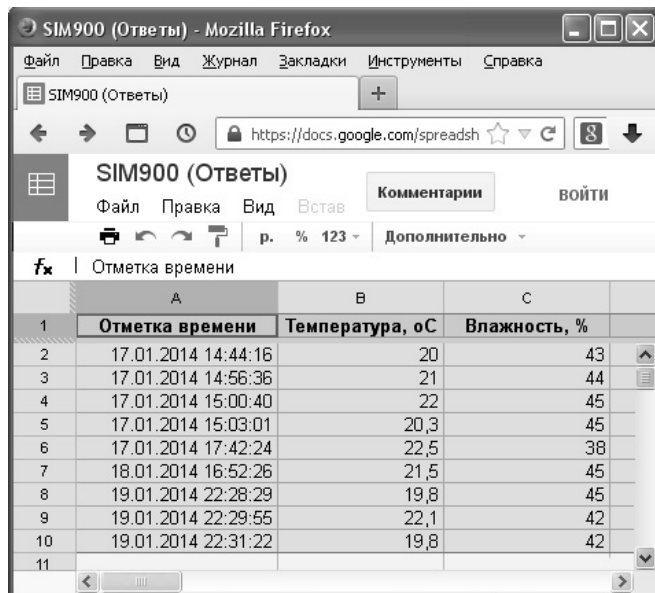 SIM900 (Ответы) - Mozilla Firefox
Файл Правка Вид Журнал Закладки Инструменты Справка
SIM900 (Ответы) +
https://docs.google.com/spreadsh 8
SIM900 (Ответы)
Комментарии ВОЙТИ
Файл Правка Вид Встав
р. % 123 Дополнительно
fx Отметка времени
A B C
1 Отметка времени Температура, оС Влажность, %
2 17.01.2014 14:44:16 20 43
3 17.01.2014 14:56:36 21 44
4 17.01.2014 15:00:40 22 45
5 17.01.2014 15:03:01 20,3 45
6 17.01.2014 17:42:24 22,5 38
7 18.01.2014 16:52:26 21,5 45
8 19.01.2014 22:28:29 19,8 45
9 19.01.2014 22:29:55 22,1 42
10 19.01.2014 22:31:22 19,8 42
11